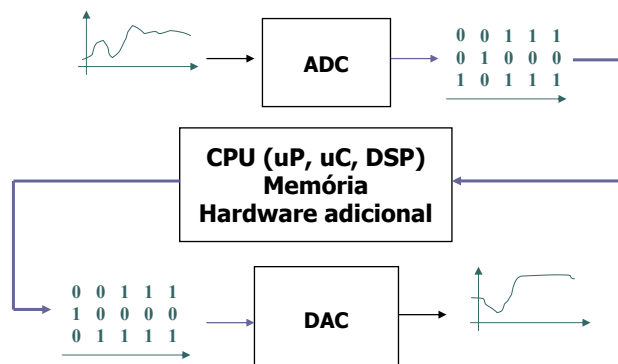 ADC
0 0 1 1 1
0 1 0 0 0
1 0 1 1 1
CPU (uP, uC, DSP)
Memória
Hardware adicional
0 0 1 1 1
1 0 0 0 0
0 1 1 1 1
DAC